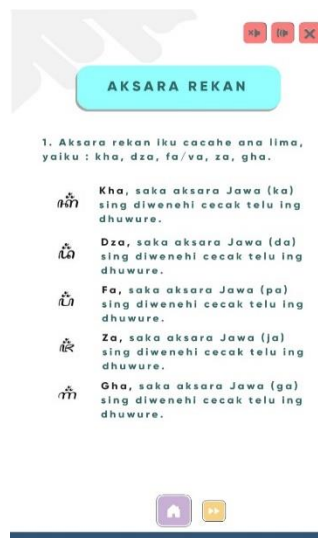 AKSARA REKAN
1. Aksara rekan iku cacahe ana lima,
yaiku : kha, dza, fa/va, za, gha.
ꦏ꦳ Kha, saka aksara Jawa (ka)
sing diwenehi cecak telu ing
dhuwure.
ꦢ꦳ Dza, saka aksara Jawa (da)
sing diwenehi cecak telu ing
dhuwure.
ꦥ꦳ Fa, saka aksara Jawa (pa)
sing diwenehi cecak telu ing
dhuwure.
ꦗ꦳ Za, saka aksara Jawa (ja)
sing diwenehi cecak telu ing
dhuwure.
ꦒ꦳ Gha, saka aksara Jawa (ga)
sing diwenehi cecak telu ing
dhuwure.